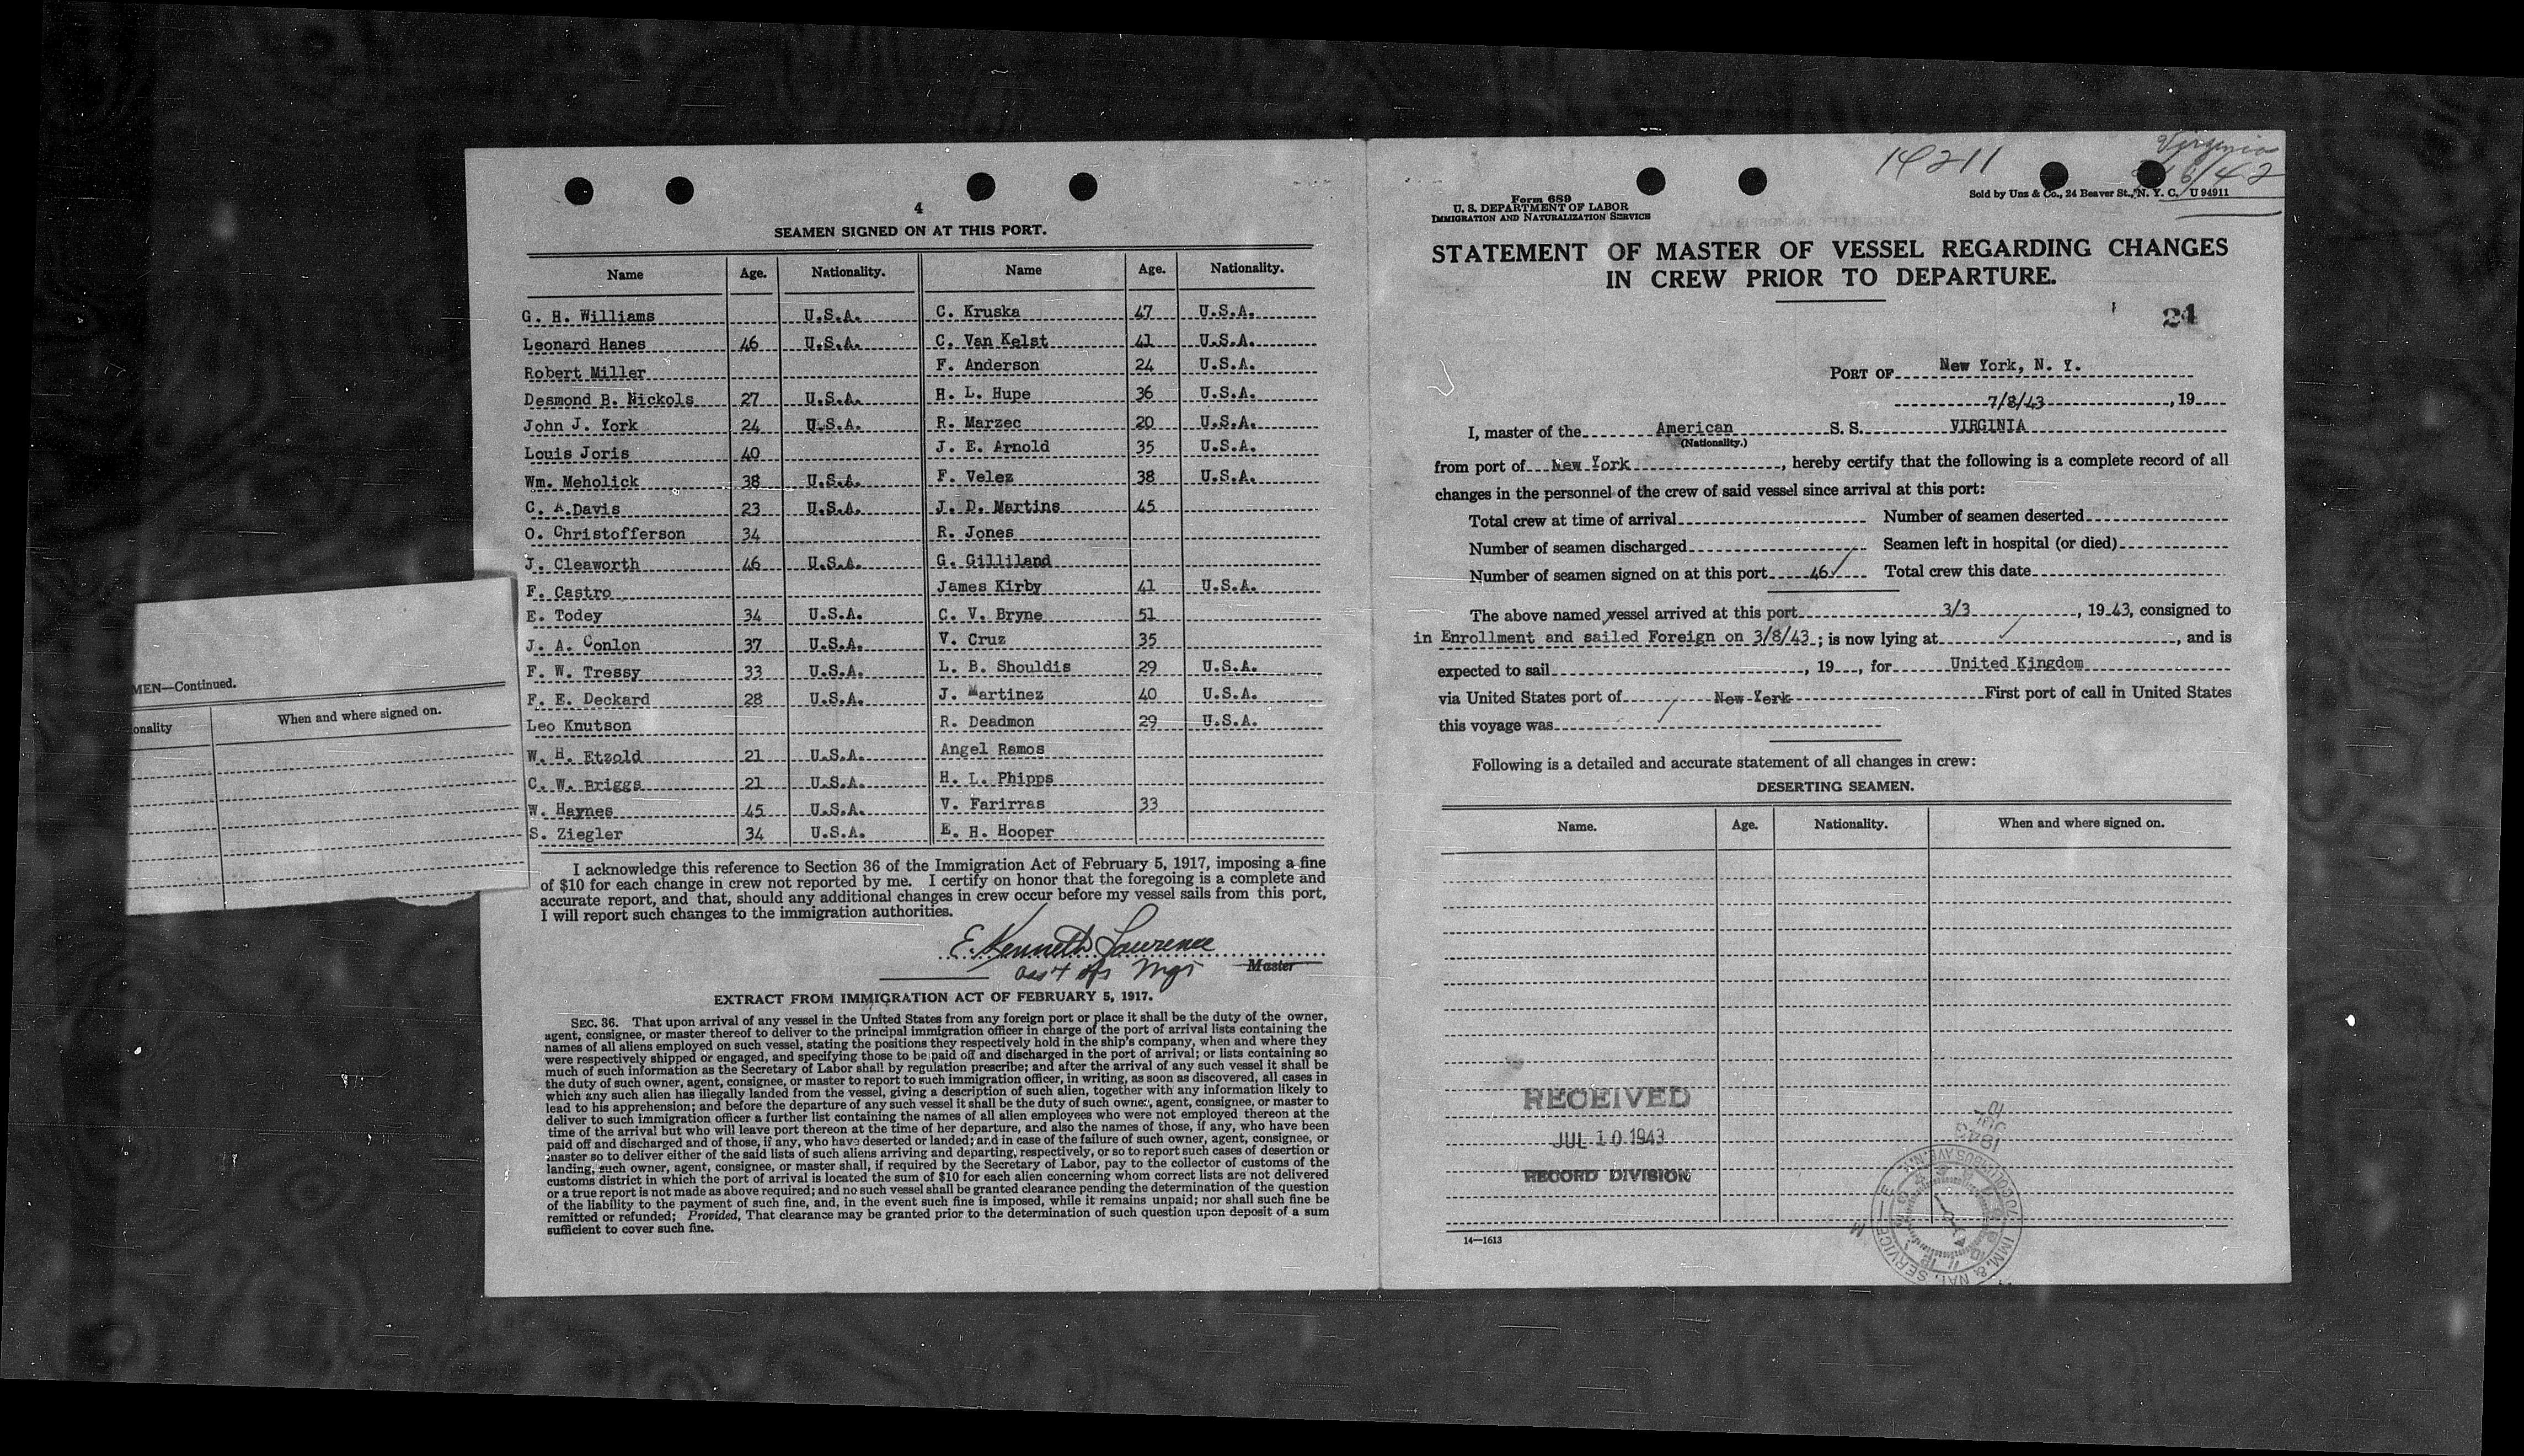 4
SEAMEN SIGNED ON AT THIS PORT.
Name Age. Nationality. Name Age. Nationality.
G. H. Williams U.S.A. C. Kruska 47 U.S.A.
Leonard Hanes 46 U.S.A. C. Van Kelst 41 U.S.A.
Robert Miller F. Anderson 24 U.S.A.
Desmond B. Nickols 27 U.S.A. H. L. Hupe 36 U.S.A.
John J. York 24 U.S.A. R. Marzec 20 U.S.A.
Louis Joris 40 J. E. Arnold 35 U.S.A.
Wm. Meholick 38 U.S.A. F. Velez 38 U.S.A.
C. A.Davis 23 U.S.A. J. D. Martins 45
O. Christofferson 34 R. Jones
J. Cleaworth 46 U.S.A. G. Gilliland
F. Castro James Kirby 41 U.S.A.
E. Todey 34 U.S.A. C. V. Bryne 51
J. A. Conlon 37 U.S.A. V. Cruz 35
F. W. Tressy 33 U.S.A. L. B. Shouldis 29 U.S.A.
F. E. Deckard 28 U.S.A. J. Martinez 40 U.S.A.
Leo Knutson R. Deadmon 29 U.S.A.
W. H. Etzold 21 U.S.A. Angel Ramos
C. W. Briggs 21 U.S.A. H. L. Phipps
W. Haynes 45 U.S.A. V. Farirras 33
S. Ziegler 34 U.S.A. E. H. Hooper
I acknowledge this reference to Section 36 of the Immigration Act of February 5, 1917, imposing a fine
of $10 for each change in crew not reported by me. I certify on honor that the foregoing is a complete and
accurate report, and that, should any additional changes in crew occur before my vessel sails from this port,
I will report such changes to the immigration authorities.
E. Kenneth Lawrence
Master
EXTRACT FROM IMMIGRATION ACT OF FEBRUARY 5, 1917.
SEC. 36. That upon arrival of any vessel in the United States from any foreign port or place it shall be the duty of the owner,
agent, consignee, or master thereof to deliver to the principal immigration officer in charge of the port of arrival lists containing the
names of all aliens employed on such vessel, stating the positions they respectively hold in the ship's company, when and where they
were respectively shipped or engaged, and specifying those to be paid off and discharged in the port of arrival; or lists containing so
much of such information as the Secretary of Labor shall by regulation prescribe; and after the arrival of any such vessel it shall be
the duty of such owner, agent, consignee, or master to report to such immigration officer, in writing, as soon as discovered, all cases in
which any such alien has illegally landed from the vessel, giving a description of such alien, together with any information likely to
lead to his apprehension; and before the departure of any such vessel it shall be the duty of such owner, agent, consignee, or master to
deliver to such immigration officer a further list containing the names of all alien employees who were not employed thereon at the
time of the arrival but who will leave port thereon at the time of her departure, and also the names of those, if any, who have been
paid off and discharged and of those, if any, who have deserted or landed; and in case of the failure of such owner, agent, consignee, or
master so to deliver either of the said lists of such aliens arriving and departing, respectively, or so to report such cases of desertion or
landing, such owner, agent, consignee, or master shall, if required by the Secretary of Labor, pay to the collector of customs of the
customs district in which the port of arrival is located the sum of $10 for each alien concerning whom correct lists are not delivered
or a true report is not made as above required; and no such vessel shall be granted clearance pending the determination of the question
of the liability to the payment of such fine, and, in the event such fine is imposed, while it remains unpaid; nor shall such fine be
remitted or refunded; Provided, That clearance may be granted prior to the determination of such question upon deposit of a sum
sufficient to cover such fine.
MEN—Continued.
onality When and where signed on.
14211
Virginia
6/42
Form 689
U. S. DEPARTMENT OF LABOR
IMMIGRATION AND NATURALIZATION SERVICE
Sold by Unz & Co., 24 Beaver St., N. Y. C. U 94911
STATEMENT OF MASTER OF VESSEL REGARDING CHANGES
IN CREW PRIOR TO DEPARTURE.
24
PORT OF New York, N. Y.
7/8/43, 19
I, master of the American S. S. VIRGINIA
(Nationality.)
from port of New York, hereby certify that the following is a complete record of all
changes in the personnel of the crew of said vessel since arrival at this port:
Total crew at time of arrival Number of seamen deserted
Number of seamen discharged Seamen left in hospital (or died)
Number of seamen signed on at this port 46 Total crew this date
The above named vessel arrived at this port 3/3, 1943, consigned to
in Enrollment and sailed Foreign on 3/8/43; is now lying at, and is
expected to sail, 19, for United Kingdom
via United States port of New York First port of call in United States
this voyage was
Following is a detailed and accurate statement of all changes in crew:
DESERTING SEAMEN.
Name. Age. Nationality. When and where signed on.
RECEIVED
JUL 10 1943
RECORD DIVISION
1943
IMM. & NAT. SERVICE
14—1613